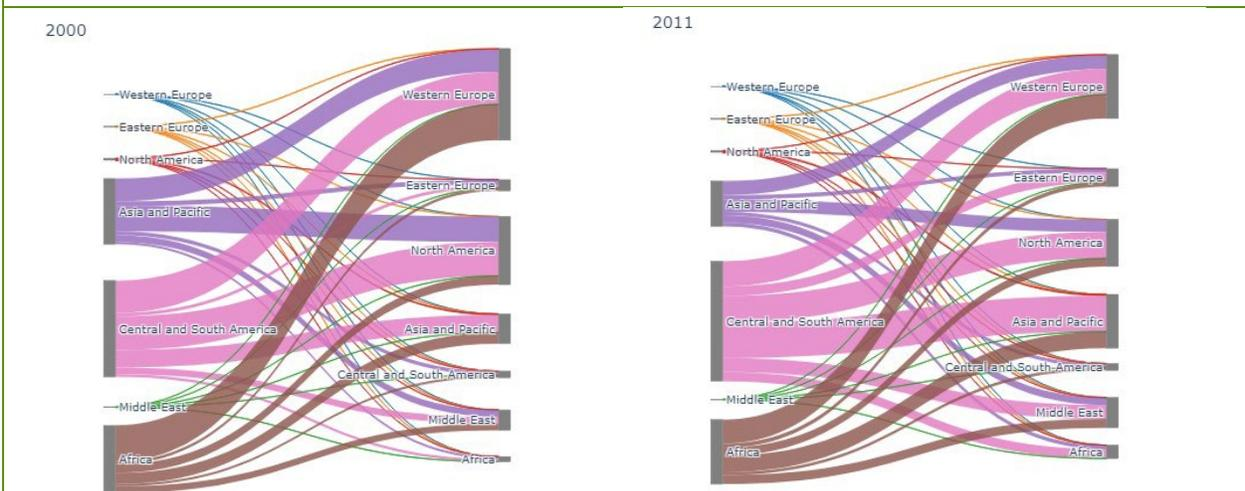 2000
Western Europe
Eastern Europe
North America
Asia and Pacific
Central and South America
Middle East
Africa
Western Europe
Eastern Europe
North America
Asia and Pacific
Central and South America
Middle East
Africa
2011
Western Europe
Eastern Europe
North America
Asia and Pacific
Central and South America
Middle East
Africa
Western Europe
Eastern Europe
North America
Asia and Pacific
Central and South America
Middle East
Africa